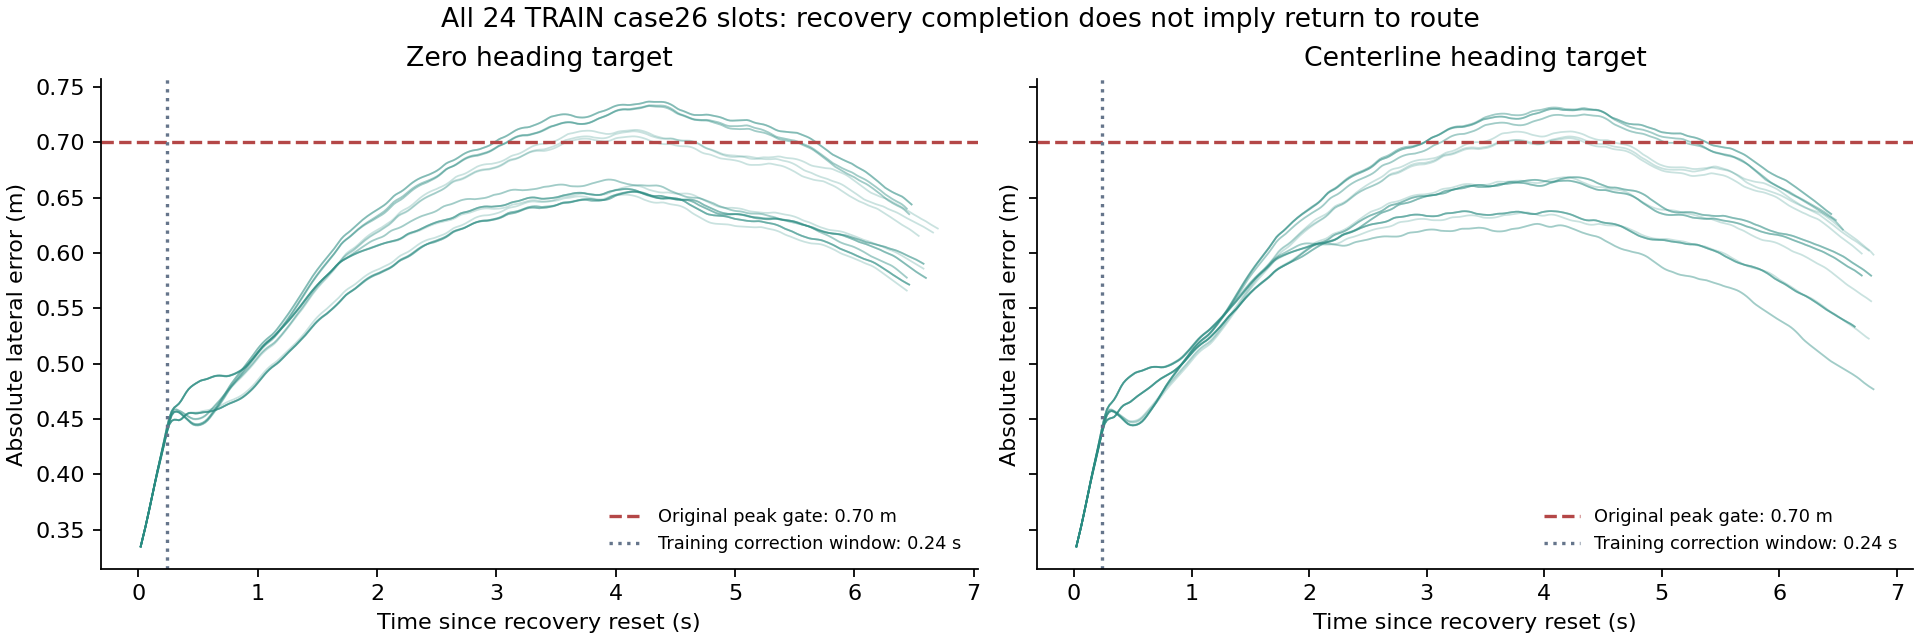 All 24 TRAIN case26 slots: recovery completion does not imply return to route
Zero heading target
Absolute lateral error (m)
0.75
0.70
0.65
0.60
0.55
0.50
0.45
0.40
0.35
Original peak gate: 0.70 m
Training correction window: 0.24 s
0 1 2 3 4 5 6 7
Time since recovery reset (s)
Centerline heading target
Absolute lateral error (m)
Original peak gate: 0.70 m
Training correction window: 0.24 s
0 1 2 3 4 5 6 7
Time since recovery reset (s)